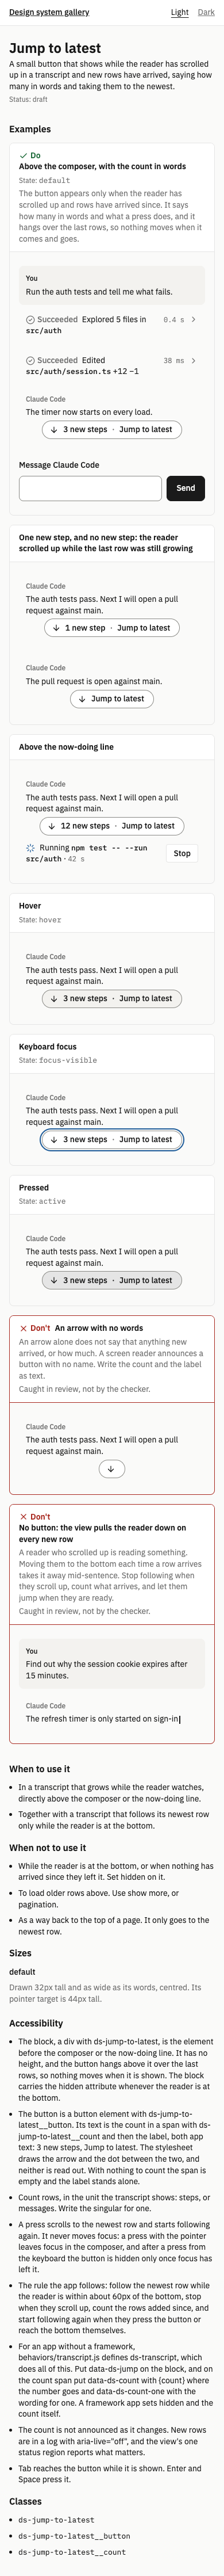 Design system gallery
Light Dark
Jump to latest
A small button that shows while the reader has scrolled
up in a transcript and new rows have arrived, saying how
many in words and taking them to the newest.
Status: draft
Examples
Do
Above the composer, with the count in words
State: default
The button appears only when the reader has
scrolled up and rows have arrived since. It says
how many in words and what a press does, and it
hangs over the last rows, so nothing moves when it
comes and goes.
You
Run the auth tests and tell me what fails.
Succeeded Explored 5 files in 0.4 s
src/auth
Succeeded Edited 38 ms
src/auth/session.ts +12 −1
Claude Code
The timer now starts on every load.
3 new steps · Jump to latest
Message Claude Code
Send
One new step, and no new step: the reader
scrolled up while the last row was still growing
Claude Code
The auth tests pass. Next I will open a pull
request against main.
1 new step · Jump to latest
Claude Code
The pull request is open against main.
Jump to latest
Above the now-doing line
Claude Code
The auth tests pass. Next I will open a pull
request against main.
12 new steps · Jump to latest
Running npm test -- --run Stop
src/auth · 42 s
Hover
State: hover
Claude Code
The auth tests pass. Next I will open a pull
request against main.
3 new steps · Jump to latest
Keyboard focus
State: focus-visible
Claude Code
The auth tests pass. Next I will open a pull
request against main.
3 new steps · Jump to latest
Pressed
State: active
Claude Code
The auth tests pass. Next I will open a pull
request against main.
3 new steps · Jump to latest
Don't An arrow with no words
An arrow alone does not say that anything new
arrived, or how much. A screen reader announces a
button with no name. Write the count and the label
as text.
Caught in review, not by the checker.
Claude Code
The auth tests pass. Next I will open a pull
request against main.
Don't
No button: the view pulls the reader down on
every new row
A reader who scrolled up is reading something.
Moving them to the bottom each time a row arrives
takes it away mid-sentence. Stop following when
they scroll up, count what arrives, and let them
jump when they are ready.
Caught in review, not by the checker.
You
Find out why the session cookie expires after
15 minutes.
Claude Code
The refresh timer is only started on sign-in
When to use it
In a transcript that grows while the reader watches,
directly above the composer or the now-doing line.
Together with a transcript that follows its newest row
only while the reader is at the bottom.
When not to use it
While the reader is at the bottom, or when nothing has
arrived since they left it. Set hidden on it.
To load older rows above. Use show more, or
pagination.
As a way back to the top of a page. It only goes to the
newest row.
Sizes
default
Drawn 32px tall and as wide as its words, centred. Its
pointer target is 44px tall.
Accessibility
The block, a div with ds-jump-to-latest, is the element
before the composer or the now-doing line. It has no
height, and the button hangs above it over the last
rows, so nothing moves when it is shown. The block
carries the hidden attribute whenever the reader is at
the bottom.
The button is a button element with ds-jump-to-
latest__button. Its text is the count in a span with ds-
jump-to-latest__count and then the label, both app
text: 3 new steps, Jump to latest. The stylesheet
draws the arrow and the dot between the two, and
neither is read out. With nothing to count the span is
empty and the label stands alone.
Count rows, in the unit the transcript shows: steps, or
messages. Write the singular for one.
A press scrolls to the newest row and starts following
again. It never moves focus: a press with the pointer
leaves focus in the composer, and after a press from
the keyboard the button is hidden only once focus has
left it.
The rule the app follows: follow the newest row while
the reader is within about 60px of the bottom, stop
when they scroll up, count the rows added since, and
start following again when they press the button or
reach the bottom themselves.
For an app without a framework,
behaviors/transcript.js defines ds-transcript, which
does all of this. Put data-ds-jump on the block, and on
the count span put data-ds-count with {count} where
the number goes and data-ds-count-one with the
wording for one. A framework app sets hidden and the
count itself.
The count is not announced as it changes. New rows
are in a log with aria-live="off", and the view's one
status region reports what matters.
Tab reaches the button while it is shown. Enter and
Space press it.
Classes
ds-jump-to-latest
ds-jump-to-latest__button
ds-jump-to-latest__count